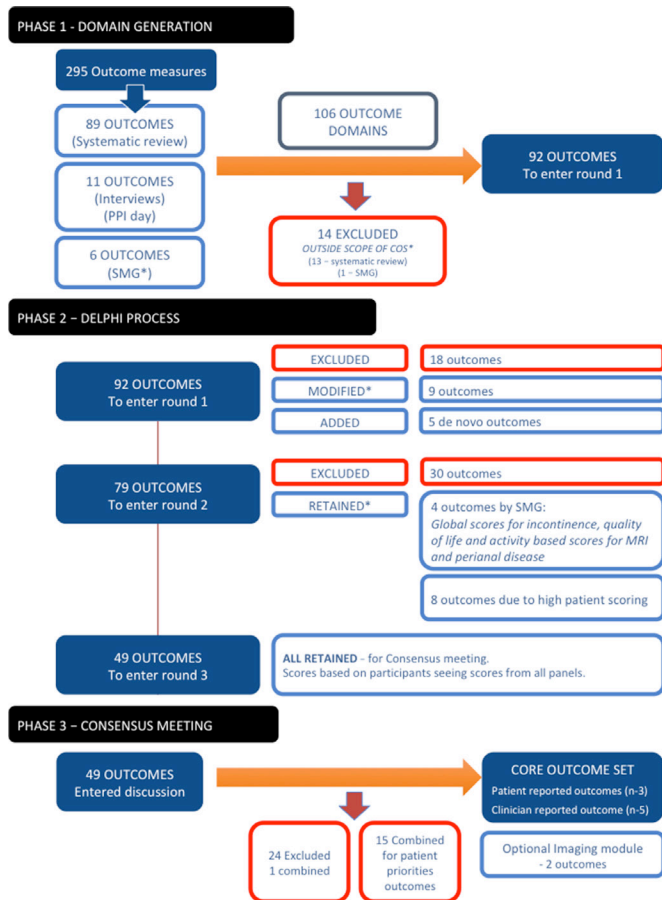 PHASE 1 - DOMAIN GENERATION
295 Outcome measures
89 OUTCOMES
(Systematic review)
11 OUTCOMES
(Interviews)
(PPI day)
6 OUTCOMES
(SMG*)
106 OUTCOME
DOMAINS
14 EXCLUDED
OUTSIDE SCOPE OF COS*
(13 – systematic review)
(1 – SMG)
92 OUTCOMES
To enter round 1
PHASE 2 – DELPHI PROCESS
92 OUTCOMES
To enter round 1
EXCLUDED
18 outcomes
MODIFIED*
9 outcomes
ADDED
5 de novo outcomes
79 OUTCOMES
To enter round 2
EXCLUDED
30 outcomes
RETAINED*
4 outcomes by SMG:
Global scores for incontinence, quality
of life and activity based scores for MRI
and perianal disease
8 outcomes due to high patient scoring
49 OUTCOMES
To enter round 3
ALL RETAINED – for Consensus meeting.
Scores based on participants seeing scores from all panels.
PHASE 3 – CONSENSUS MEETING
49 OUTCOMES
Entered discussion
24 Excluded
1 combined
15 Combined
for patient
priorities
outcomes
CORE OUTCOME SET
Patient reported outcomes (n-3)
Clinician reported outcome (n-5)
Optional Imaging module
- 2 outcomes